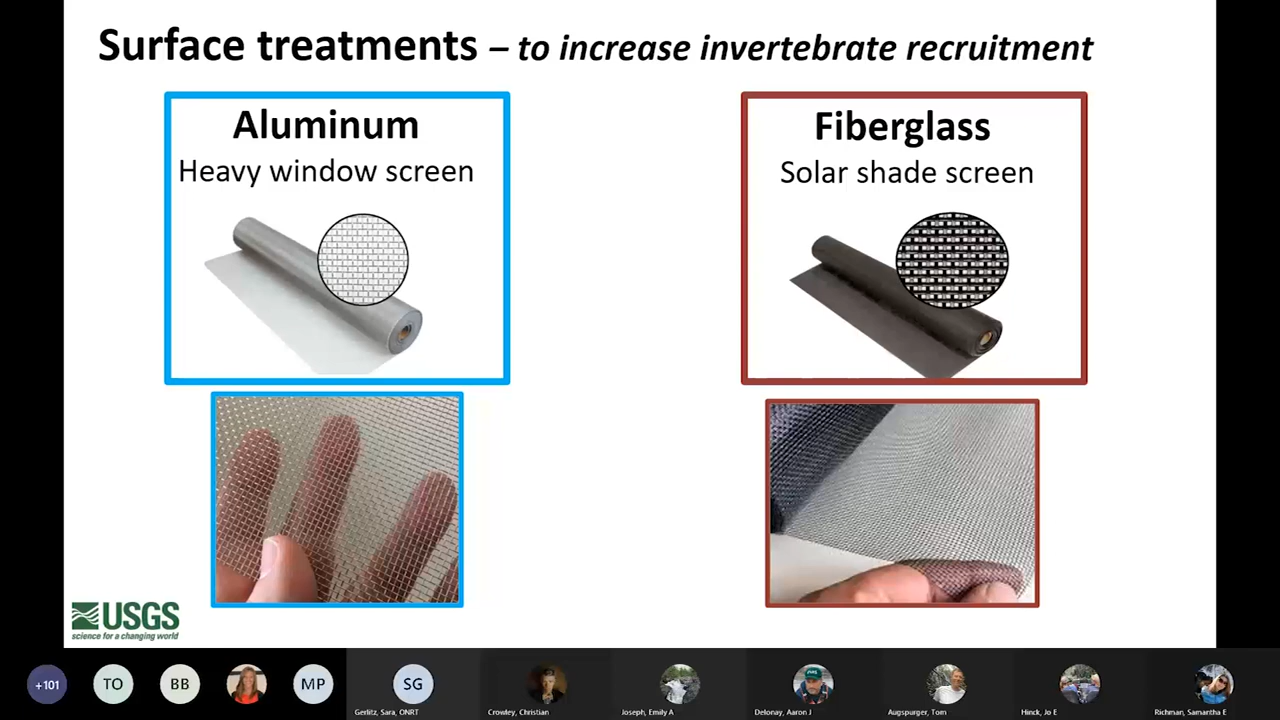 Surface treatments – to increase invertebrate recruitment
Aluminum
Heavy window screen
Fiberglass
Solar shade screen
USGS
science for a changing world
+101
TO
BB
MP
SG
Gerlitz, Sara, ONRT
Crowley, Christian
Joseph, Emily A
Delonay, Aaron J
Augspurger, Tom
Hinck, Jo E
Richman, Samantha E